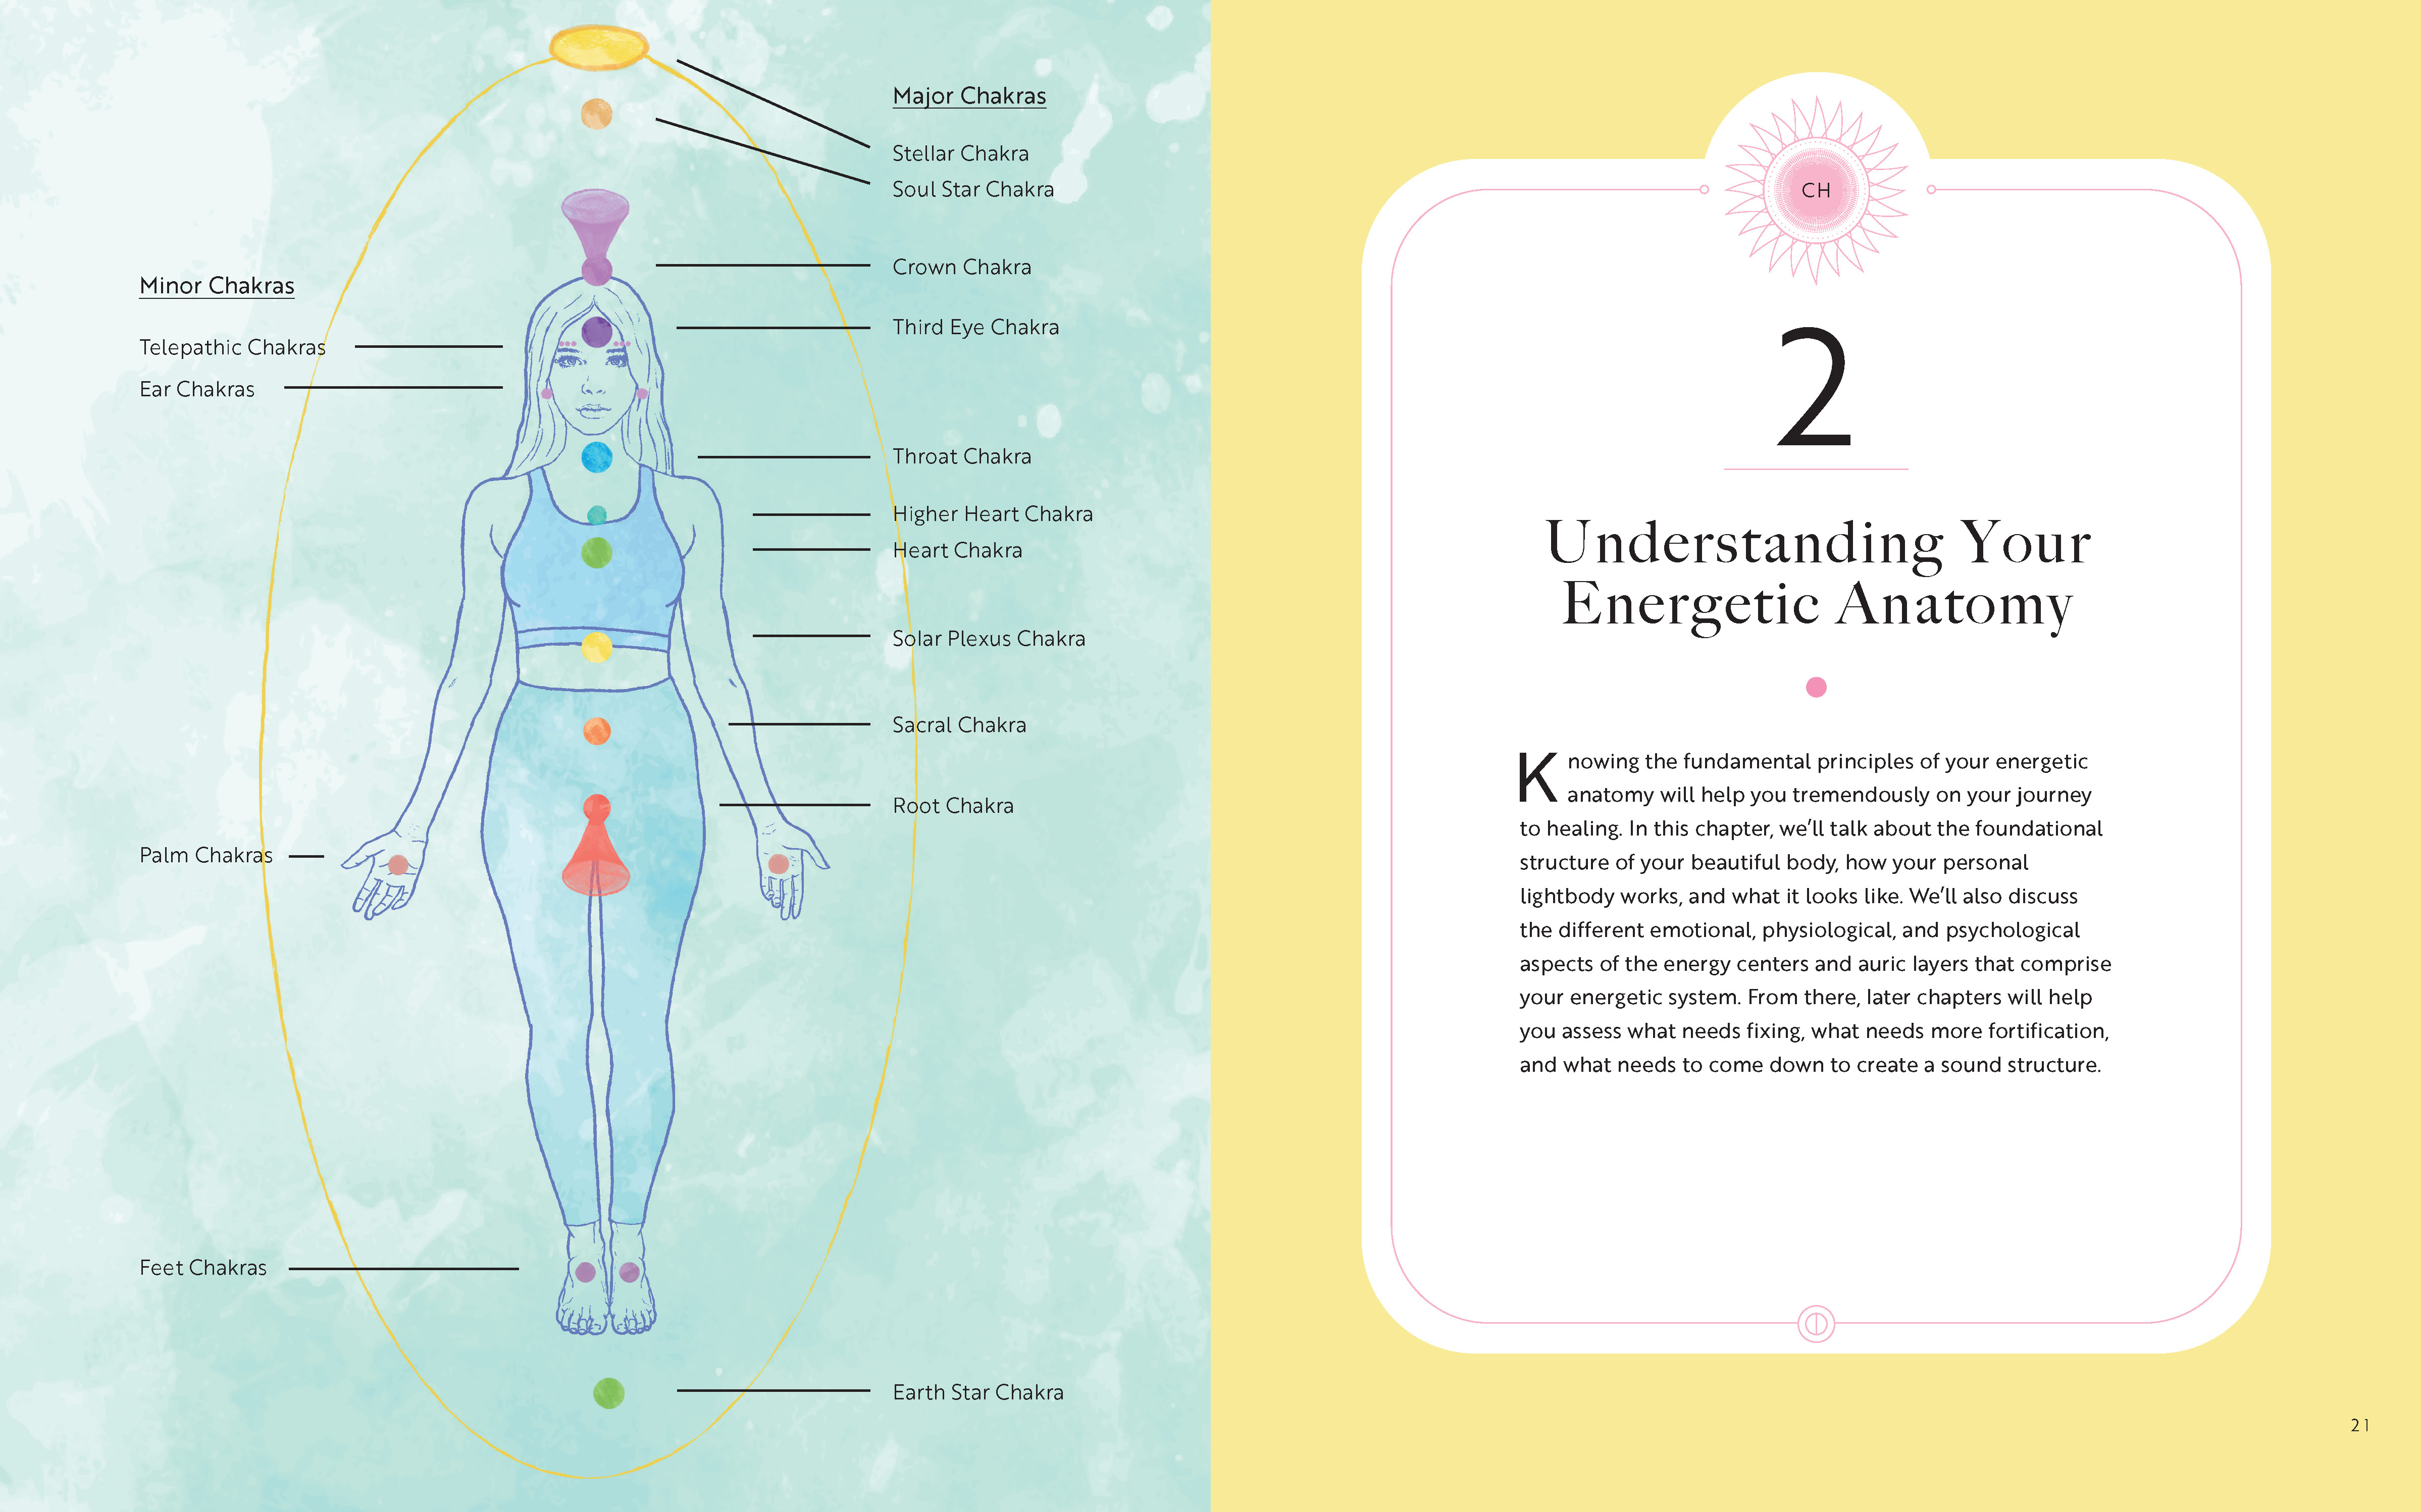 Major Chakras
Stellar Chakra
Soul Star Chakra
Crown Chakra
Third Eye Chakra
Throat Chakra
Higher Heart Chakra
Heart Chakra
Solar Plexus Chakra
Sacral Chakra
Root Chakra
Earth Star Chakra
Minor Chakras
Telepathic Chakras
Ear Chakras
Palm Chakras
Feet Chakras
CH
2
Understanding Your
Energetic Anatomy
Knowing the fundamental principles of your energetic
anatomy will help you tremendously on your journey
to healing. In this chapter, we’ll talk about the foundational
structure of your beautiful body, how your personal
lightbody works, and what it looks like. We’ll also discuss
the different emotional, physiological, and psychological
aspects of the energy centers and auric layers that comprise
your energetic system. From there, later chapters will help
you assess what needs fixing, what needs more fortification,
and what needs to come down to create a sound structure.
21